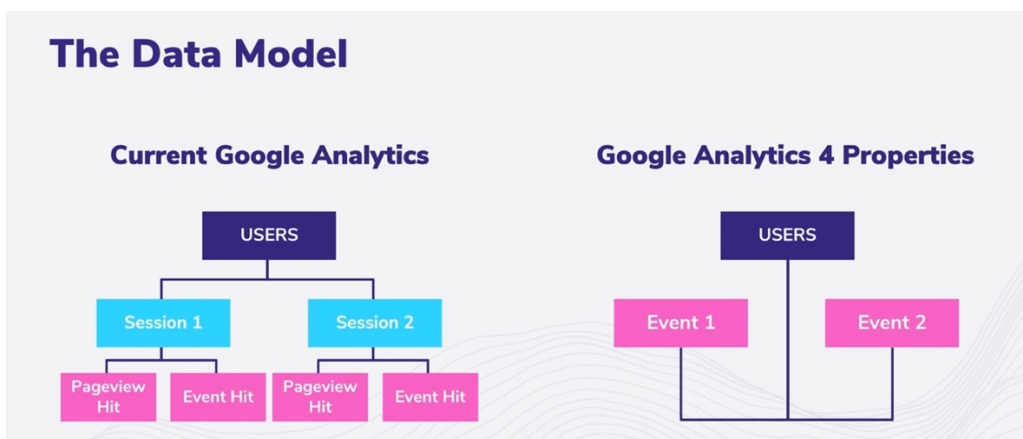 The Data Model
Current Google Analytics
Google Analytics 4 Properties
USERS
USERS
Session 1
Session 2
Event 1
Event 2
Pageview
Hit
Event Hit
Pageview
Hit
Event Hit